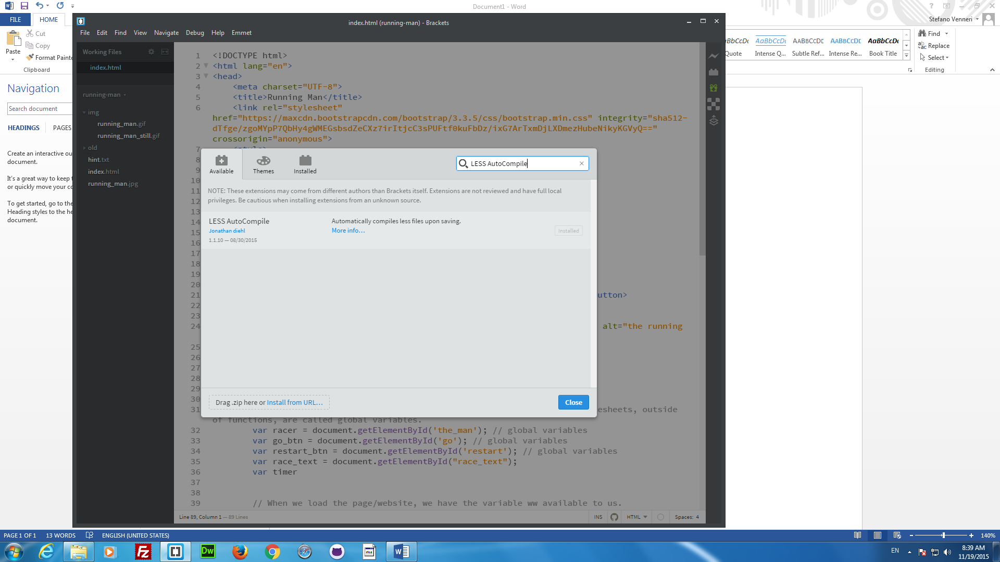 Document1 - Word
Stefano Venneri
FILE
HOME
Cut
Copy
Format Painte
Paste
Clipboard
Quote
Intense Q...
Subtle Ref...
Intense Re...
Book Title
Find
Replace
Select
Editing
Navigation
Search document
HEADINGS
PAGES
Create an interactive ou
document.
It's a great way to keep t
or quickly move your co
To get started, go to the
Heading styles to the he
document.
index.html (running-man) - Brackets
File Edit Find View Navigate Debug Help Emmet
Working Files
index.html
running-man
img
running_man.gif
running_man_still.gif
old
hint.txt
index.html
running_man.jpg
1 <!DOCTYPE html>
2 <html lang="en">
3 <head>
4 <meta charset="UTF-8">
5 <title>Running Man</title>
6 <link rel="stylesheet"
href="https://maxcdn.bootstrapcdn.com/bootstrap/3.3.5/css/bootstrap.min.css" integrity="sha512-
dTfge/zgoMYpP7QbHy4gWMEGsbsdZeCXz7irItjcC3sPUFtf0kuFbDz/ixG7ArTxmDjLXDmezHubeNikyKGVyQ=="
crossorigin="anonymous">
7
8
9
10
11
12
13
14
15
16
17
18
19
20
21 utton>
22
23
24 alt="the running
25
26
27
28
29
30
31 esheets, outside
of functions, are called global variables.
32 var racer = document.getElementById('the_man'); // global variables
33 var go_btn = document.getElementById('go'); // global variables
34 var restart_btn = document.getElementById('restart'); // global variables
35 var race_text = document.getElementById("race_text");
36 var timer
37
38
39 // When we load the page/website, we have the variable ww available to us.
Available
Themes
Installed
LESS AutoCompile
NOTE: These extensions may come from different authors than Brackets itself. Extensions are not reviewed and have full local
privileges. Be cautious when installing extensions from an unknown source.
LESS AutoCompile
Jonathan diehl
1.1.10 — 08/30/2015
Automatically compiles less files upon saving.
More info...
Installed
Drag .zip here or Install from URL...
Close
Line 89, Column 1 — 89 Lines
INS
HTML
Spaces: 4
PAGE 1 OF 1
13 WORDS
ENGLISH (UNITED STATES)
140%
EN
8:39 AM
11/19/2015